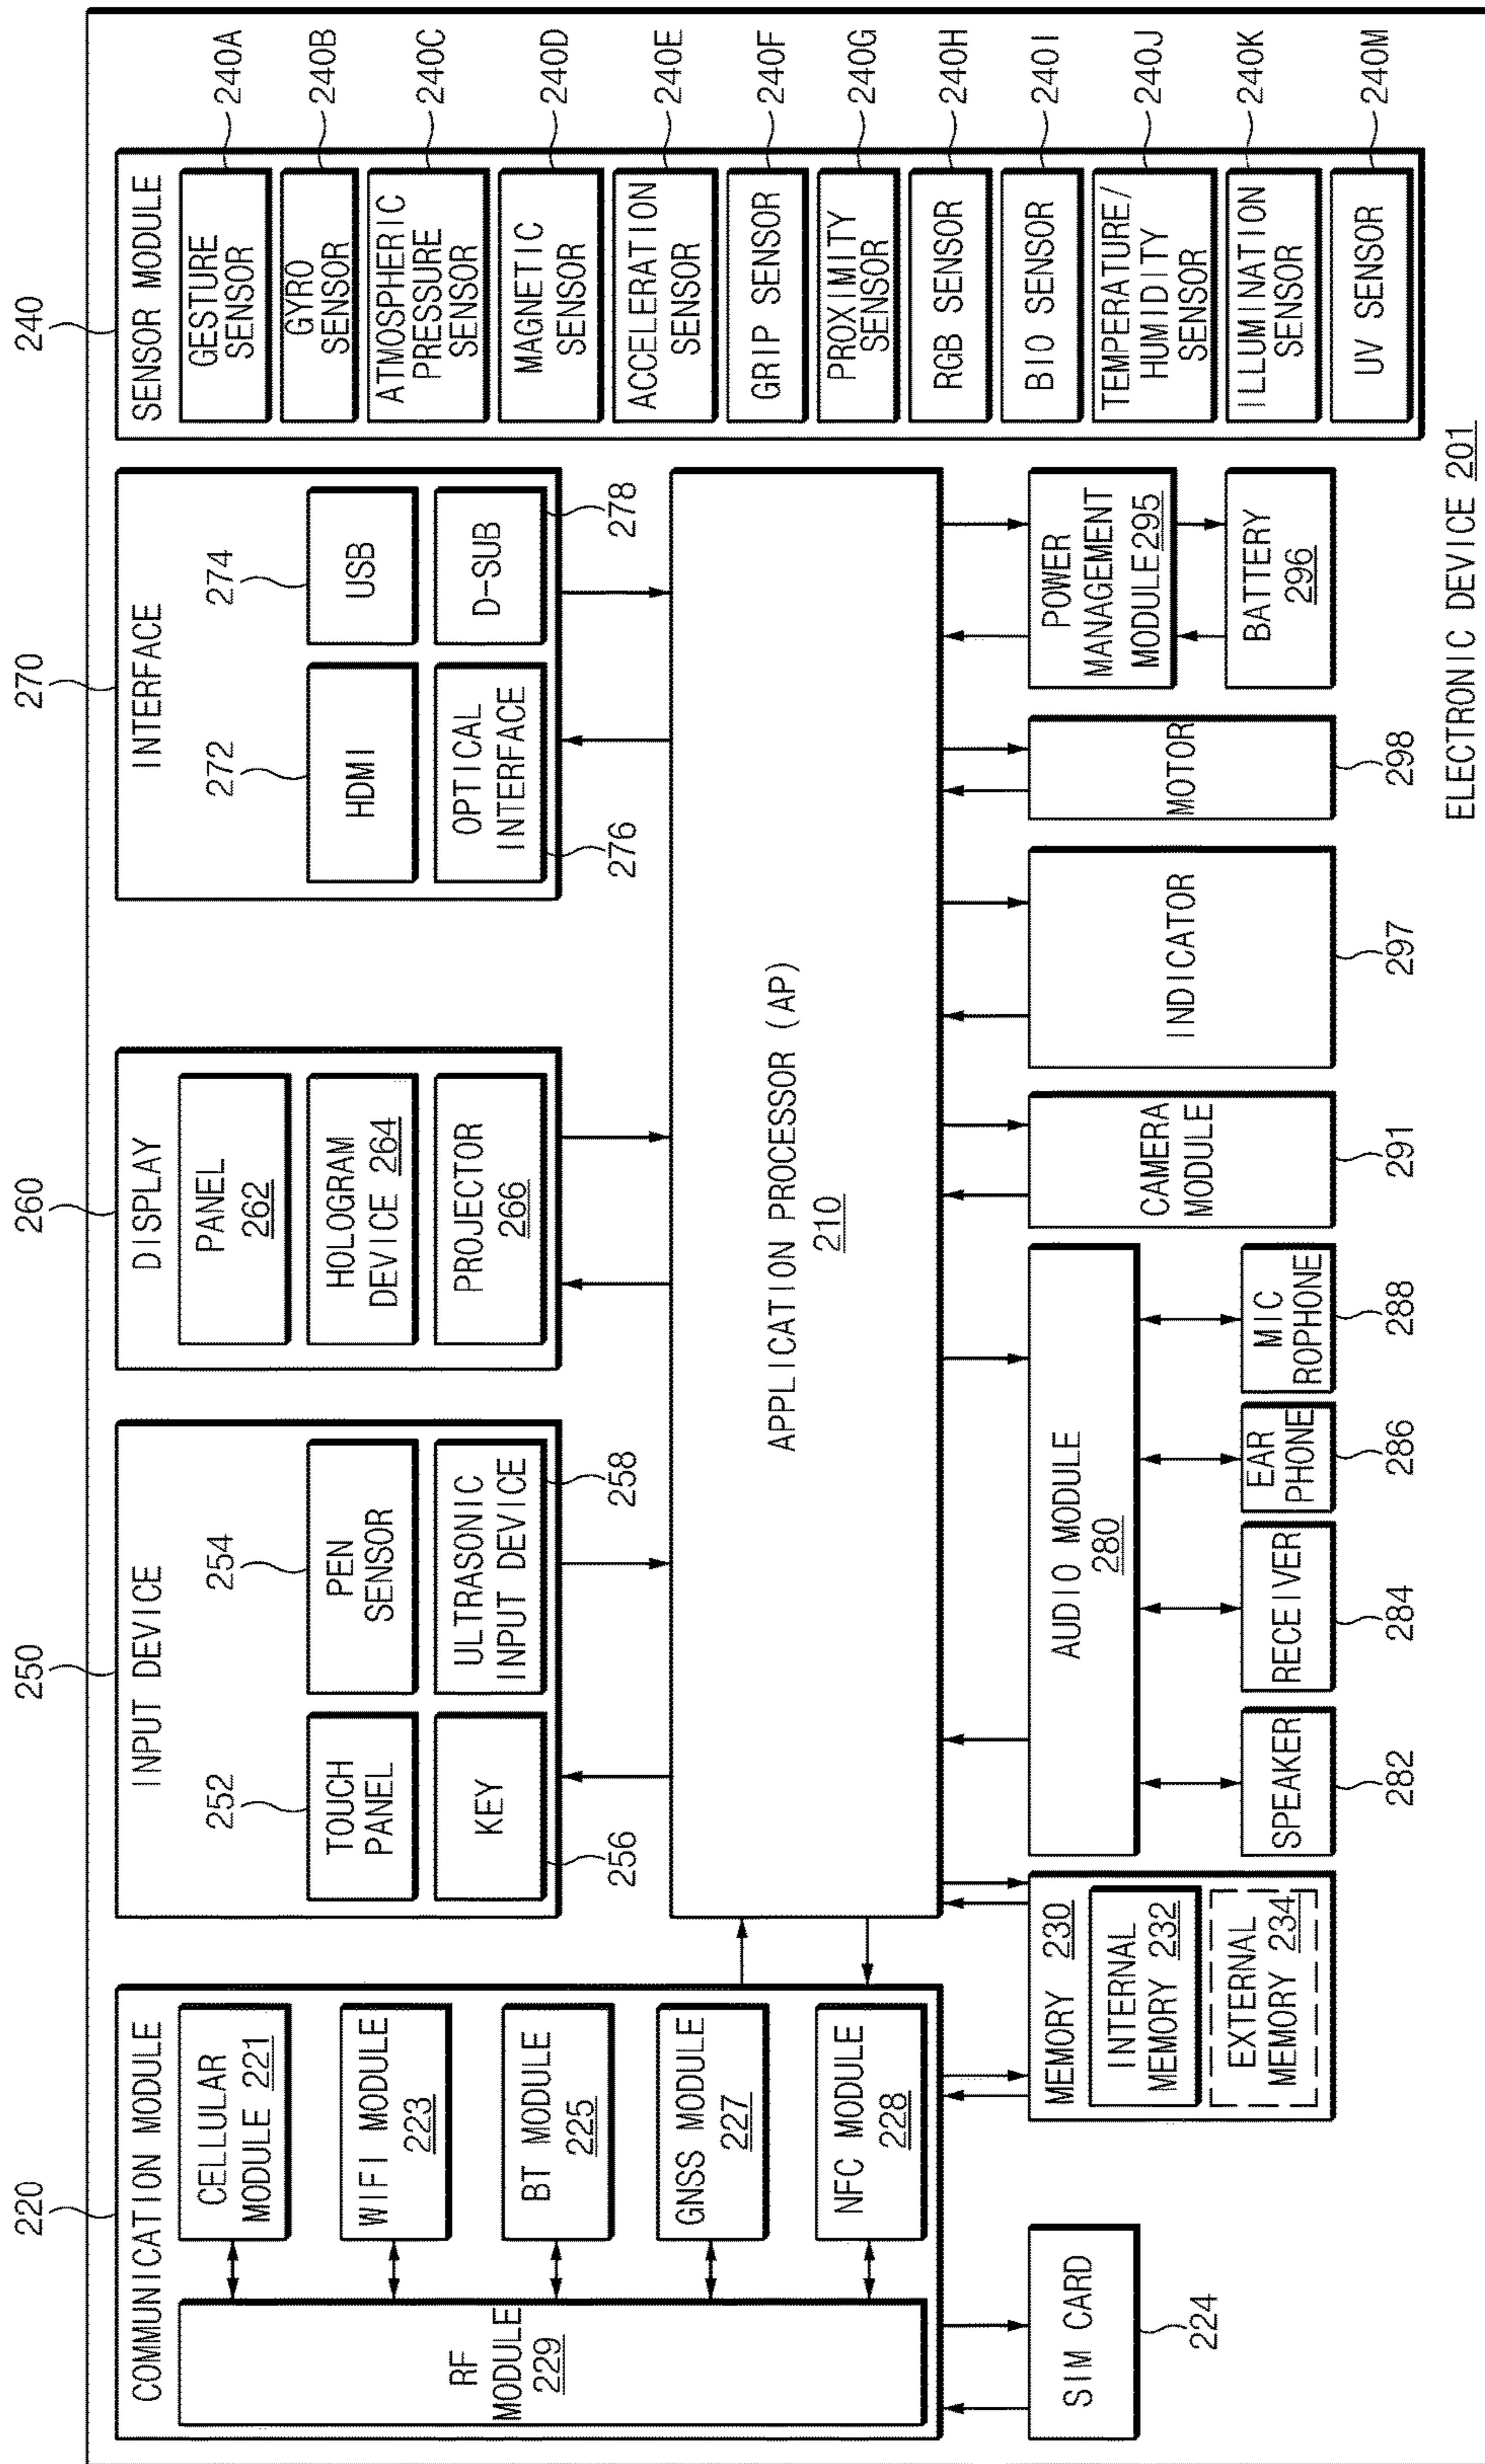 220
COMMUNICATION MODULE
CELLULAR
MODULE 221
WIFI MODULE
223
BT MODULE
225
GNSS MODULE
227
NFC MODULE
228
RF
MODULE
229
SIM CARD
224
250
INPUT DEVICE
252
TOUCH
PANEL
254
PEN
SENSOR
KEY
256
ULTRASONIC
INPUT DEVICE
258
260
DISPLAY
PANEL
262
HOLOGRAM
DEVICE 264
PROJECTOR
266
270
INTERFACE
272
HDMI
274
USB
OPTICAL
INTERFACE
276
D-SUB
278
240
SENSOR MODULE
GESTURE
SENSOR
240A
GYRO
SENSOR
240B
ATMOSPHERIC
PRESSURE
SENSOR
240C
MAGNETIC
SENSOR
240D
ACCELERATION
SENSOR
240E
GRIP SENSOR
240F
PROXIMITY
SENSOR
240G
RGB SENSOR
240H
BIO SENSOR
240I
TEMPERATURE/
HUMIDITY
SENSOR
240J
ILLUMINATION
SENSOR
240K
UV SENSOR
240M
APPLICATION PROCESSOR (AP)
210
MEMORY 230
INTERNAL
MEMORY 232
EXTERNAL
MEMORY 234
AUDIO MODULE
280
SPEAKER
282
RECEIVER
284
EAR
PHONE
286
MIC
ROPHONE
288
CAMERA
MODULE
291
INDICATOR
297
MOTOR
298
POWER
MANAGEMENT
MODULE295
BATTERY
296
ELECTRONIC DEVICE 201